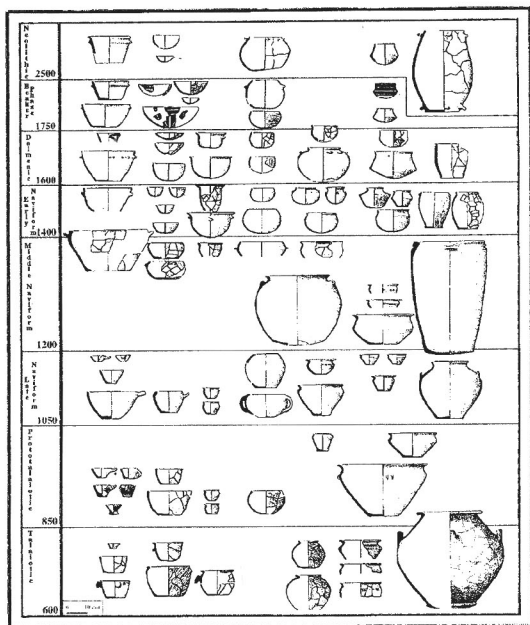 Neolithic
2500
Beaker phase
1750
Dolmenic
1600
Early Naviform
1400
Middle Naviform
1200
Late Naviform
1050
Prototalaiotic
850
Talaiotic
600
0